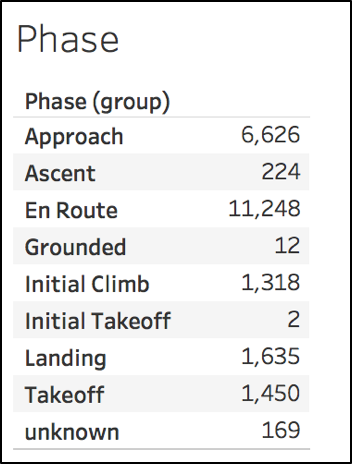 Phase
Phase (group)
Approach 6,626
Ascent 224
En Route 11,248
Grounded 12
Initial Climb 1,318
Initial Takeoff 2
Landing 1,635
Takeoff 1,450
unknown 169